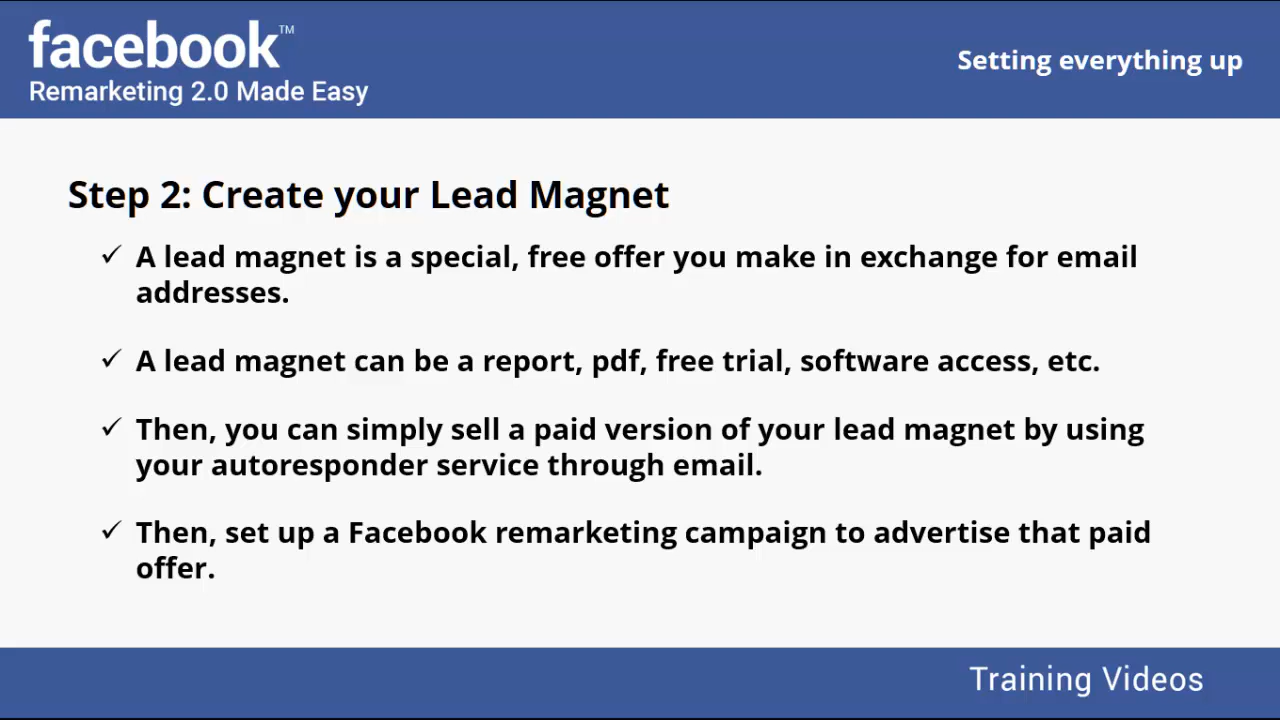 facebook™
Remarketing 2.0 Made Easy
Setting everything up
Step 2: Create your Lead Magnet
✓ A lead magnet is a special, free offer you make in exchange for email
addresses.
✓ A lead magnet can be a report, pdf, free trial, software access, etc.
✓ Then, you can simply sell a paid version of your lead magnet by using
your autoresponder service through email.
✓ Then, set up a Facebook remarketing campaign to advertise that paid
offer.
Training Videos